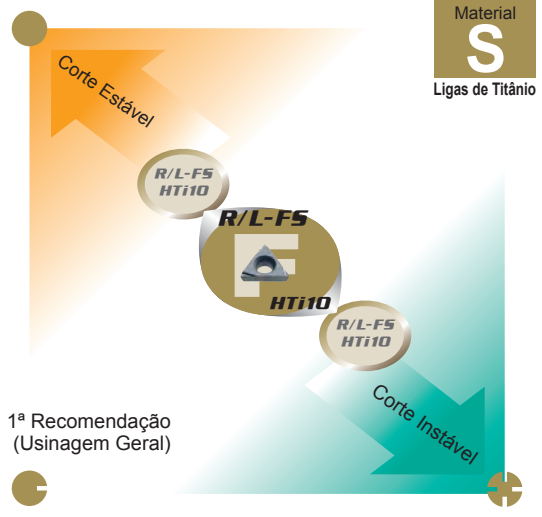 Material
S
Ligas de Titânio
Corte Estável
R/L-FS
HTi10
R/L-FS
F
HTi10
R/L-FS
HTi10
Corte Instável
1ª Recomendação
(Usinagem Geral)